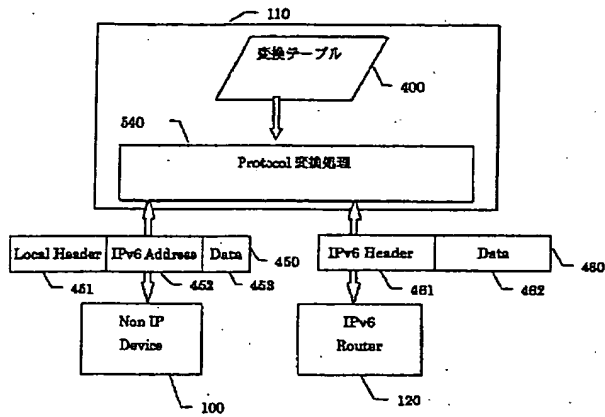 110
変換テーブル
400
540
Protocol 変換処理
Local Header IPv6 Address Data 450
451 452 453
IPv6 Header Data 460
461 462
Non IP
Device
100
IPv6
Router
120